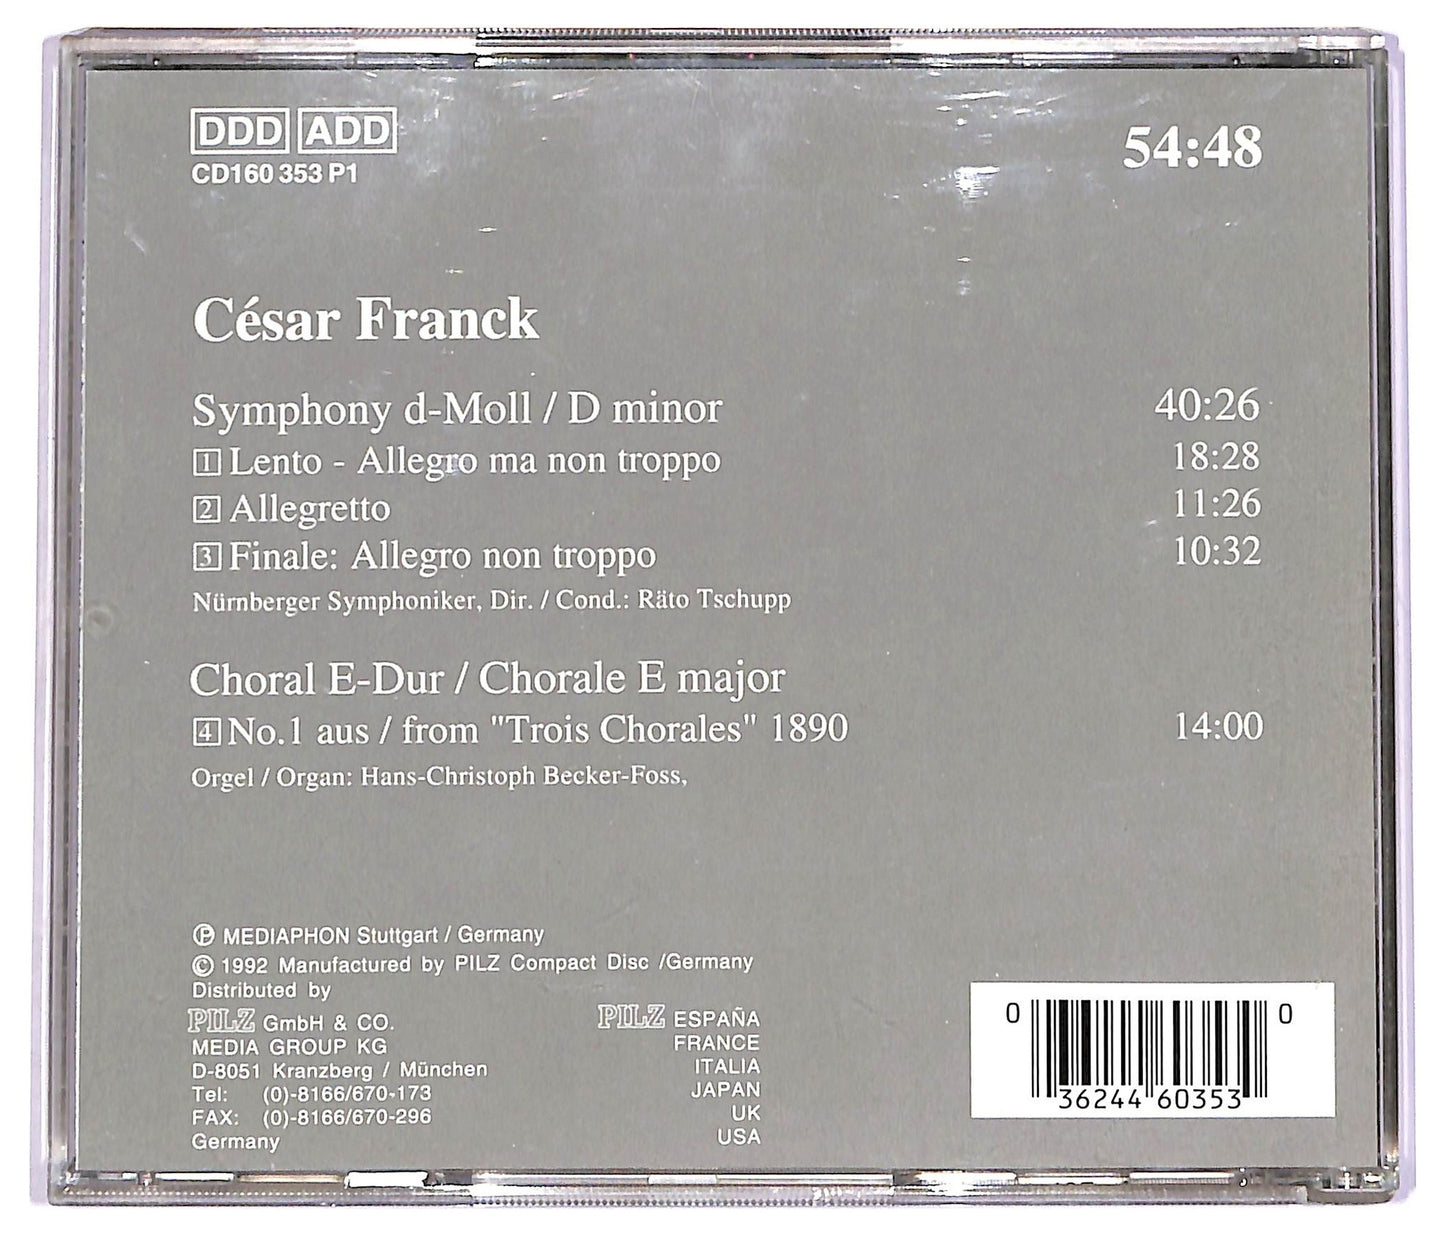 DDD ADD
CD160 353 P1
54:48
César Franck
Symphony d-Moll / D minor 40:26
1 Lento - Allegro ma non troppo 18:28
2 Allegretto 11:26
3 Finale: Allegro non troppo 10:32
Nürnberger Symphoniker, Dir. / Cond.: Räto Tschupp
Choral E-Dur / Chorale E major
4 No.1 aus / from "Trois Chorales" 1890 14:00
Orgel / Organ: Hans-Christoph Becker-Foss,
℗ MEDIAPHON Stuttgart / Germany
© 1992 Manufactured by PILZ Compact Disc /Germany
Distributed by
PILZ GmbH & CO.
MEDIA GROUP KG
D-8051 Kranzberg / München
Tel: (0)-8166/670-173
FAX: (0)-8166/670-296
Germany
PILZ ESPAÑA
FRANCE
ITALIA
JAPAN
UK
USA
0 36244 60353 0